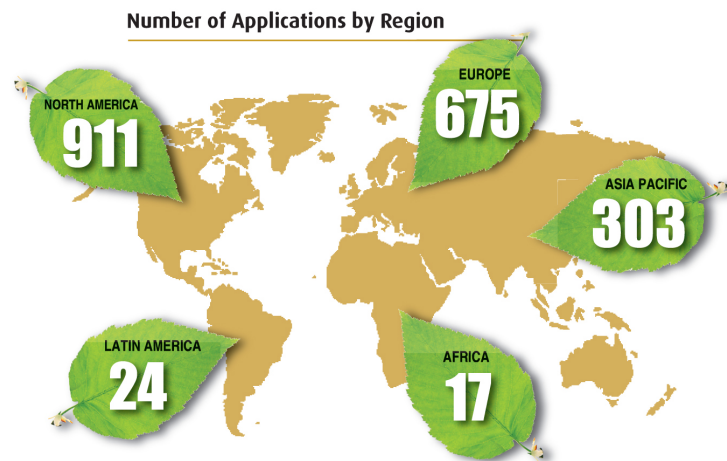 Number of Applications by Region
NORTH AMERICA
911
EUROPE
675
ASIA PACIFIC
303
LATIN AMERICA
24
AFRICA
17